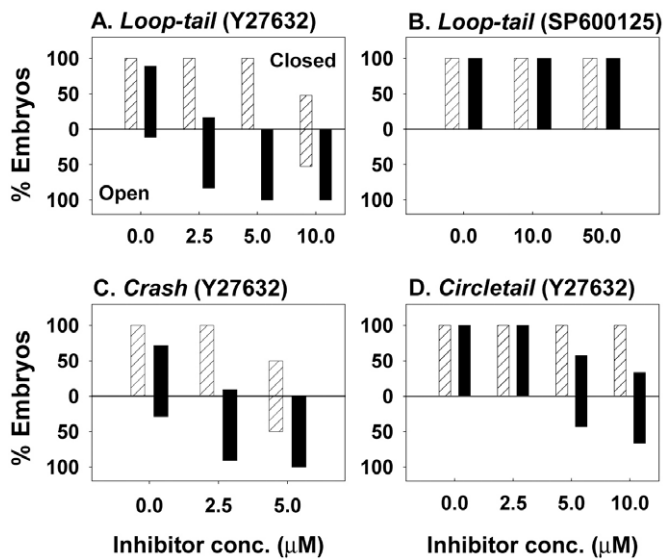 A. Loop-tail (Y27632)
B. Loop-tail (SP600125)
% Embryos
100
50
0
50
100
Closed
Open
0.0 2.5 5.0 10.0
100
50
0
50
100
0.0 10.0 50.0
C. Crash (Y27632)
D. Circletail (Y27632)
% Embryos
100
50
0
50
100
0.0 2.5 5.0
100
50
0
50
100
0.0 2.5 5.0 10.0
Inhibitor conc. (μM)
Inhibitor conc. (μM)